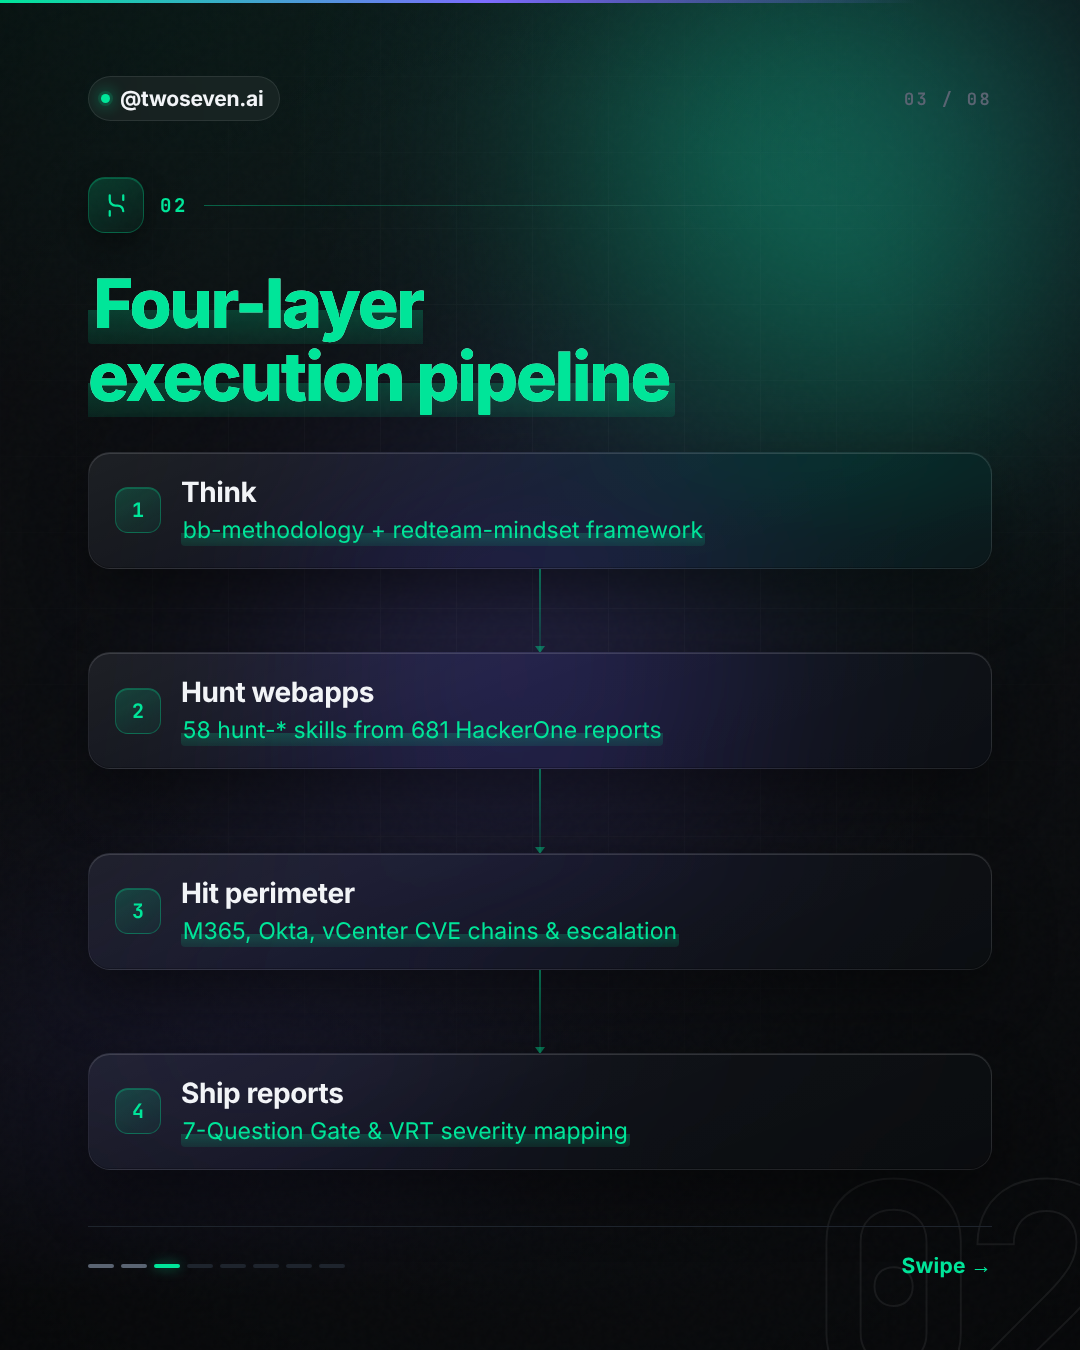 @twoseven.ai
03 / 08
02
Four-layer
execution pipeline
1
Think
bb-methodology + redteam-mindset framework
2
Hunt webapps
58 hunt-* skills from 681 HackerOne reports
3
Hit perimeter
M365, Okta, vCenter CVE chains & escalation
4
Ship reports
7-Question Gate & VRT severity mapping
02
Swipe →